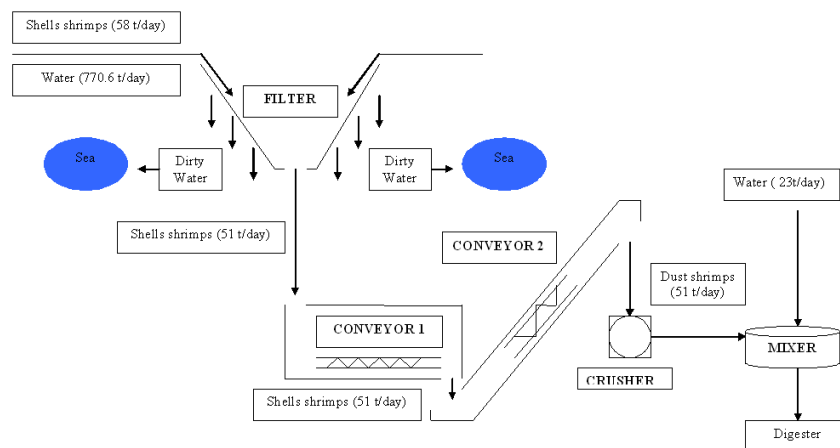 Shells shrimps (58 t/day)
Water (770.6 t/day)
FILTER
Sea
Dirty
Water
Dirty
Water
Sea
Water ( 23t/day)
Shells shrimps (51 t/day)
CONVEYOR 2
Dust shrimps
(51 t/day)
CONVEYOR 1
MIXER
CRUSHER
Shells shrimps (51 t/day)
Digester